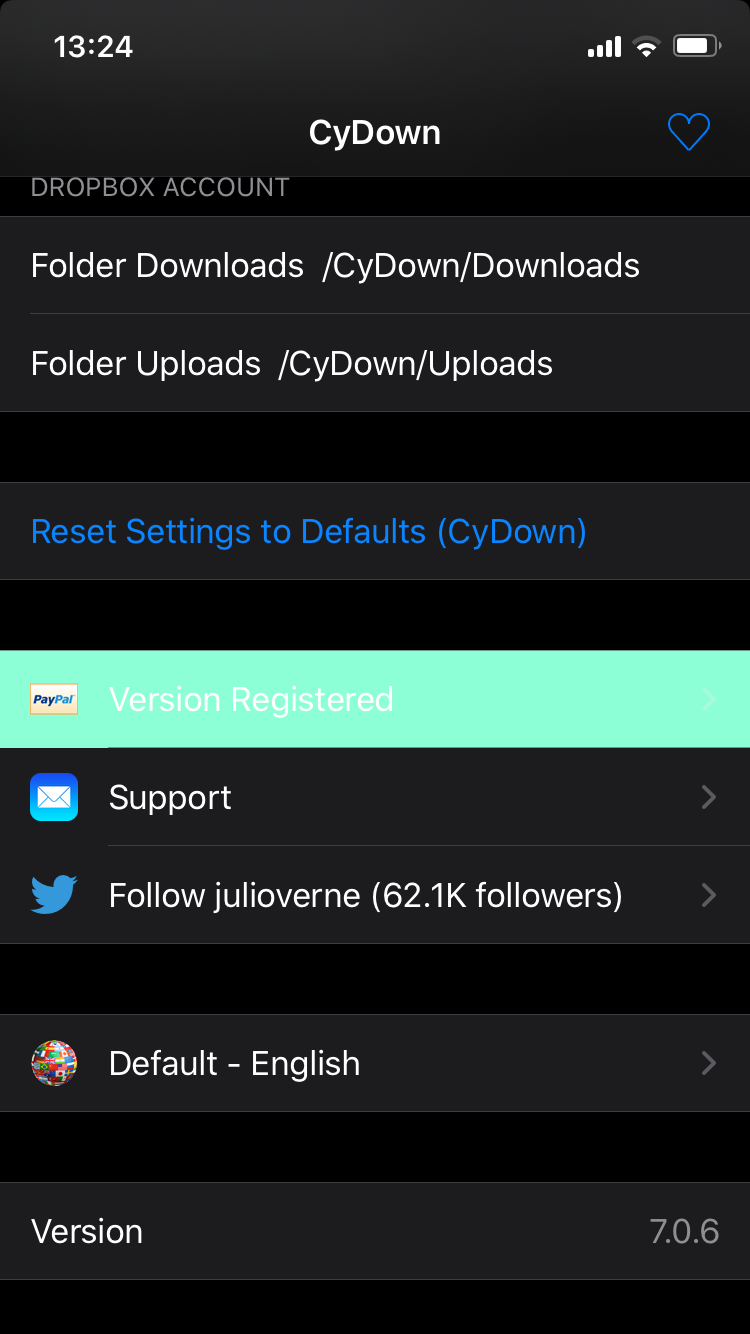 13:24
CyDown
DROPBOX ACCOUNT
Folder Downloads /CyDown/Downloads
Folder Uploads /CyDown/Uploads
Reset Settings to Defaults (CyDown)
PayPal Version Registered
Support
Follow julioverne (62.1K followers)
Default - English
Version 7.0.6